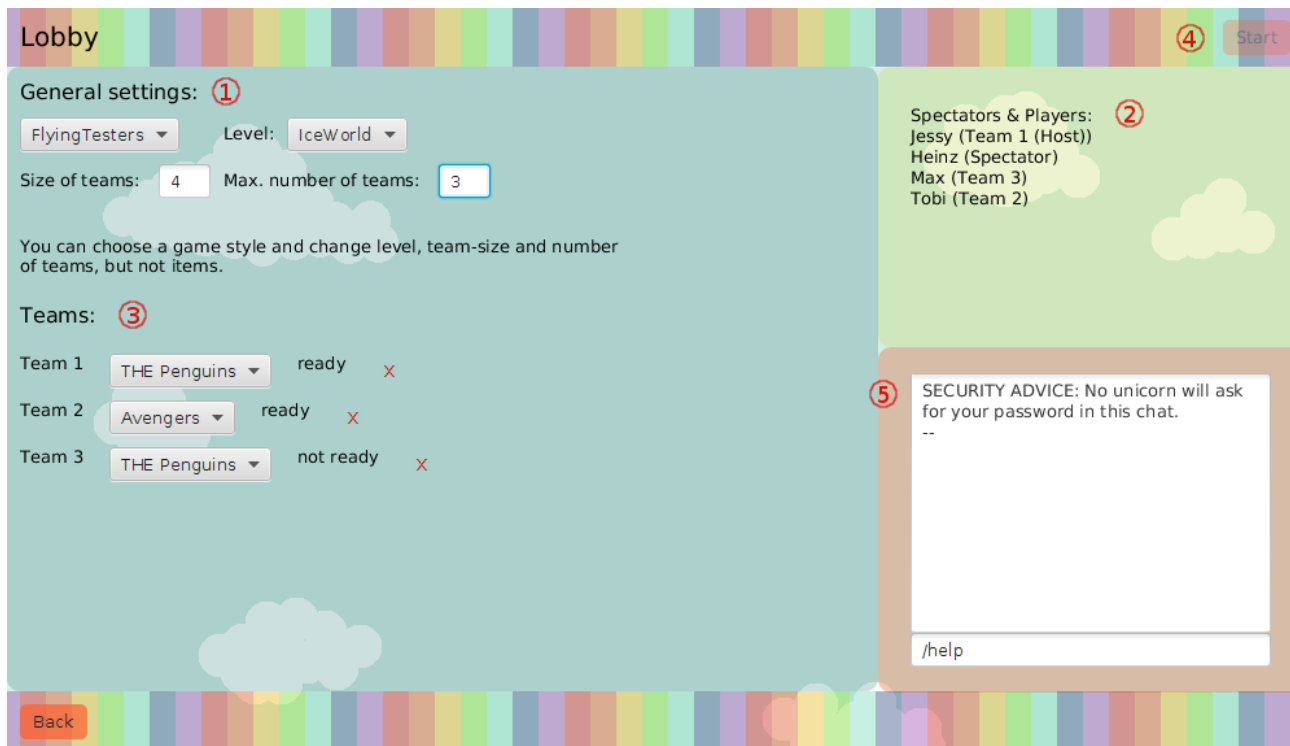 Lobby
④ Start
General settings: ①
FlyingTesters Level: IceWorld
Size of teams: 4 Max. number of teams: 3
You can choose a game style and change level, team-size and number
of teams, but not items.
Teams: ③
Team 1 THE Penguins ready X
Team 2 Avengers ready X
Team 3 THE Penguins not ready X
Spectators & Players: ②
Jessy (Team 1 (Host))
Heinz (Spectator)
Max (Team 3)
Tobi (Team 2)
⑤ SECURITY ADVICE: No unicorn will ask
for your password in this chat.
--
/help
Back